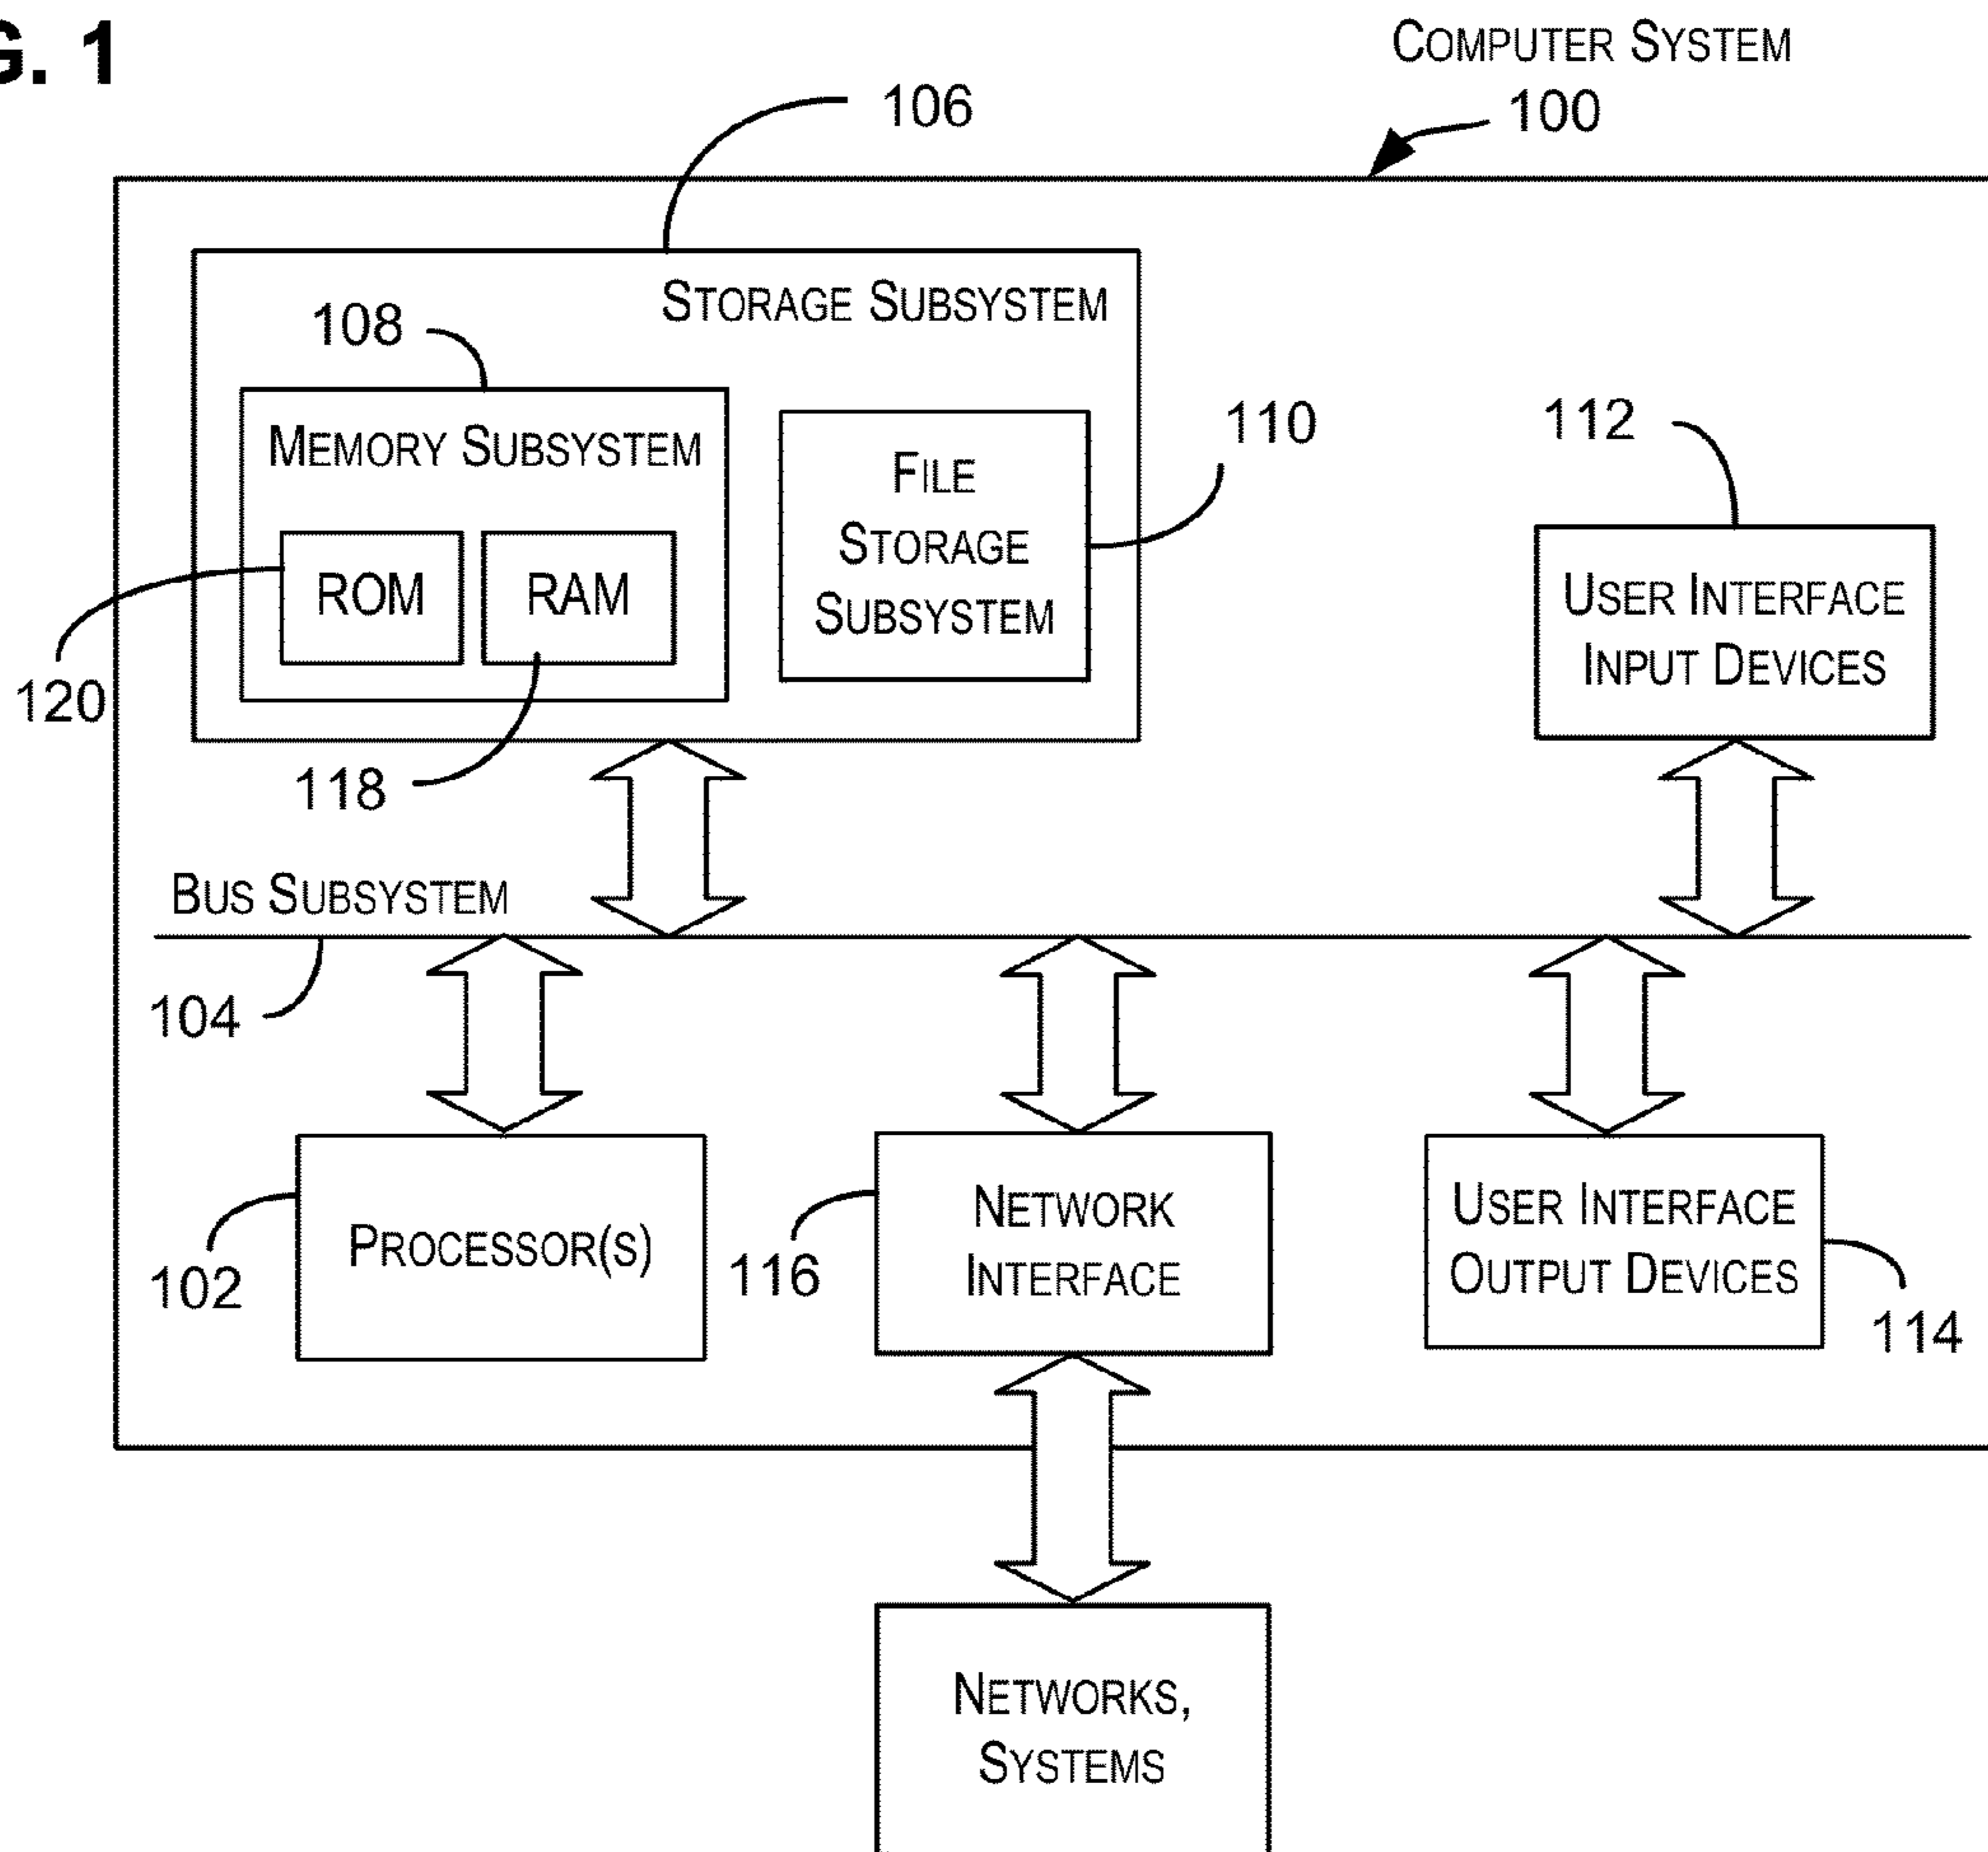 G. 1
COMPUTER SYSTEM
100
106
STORAGE SUBSYSTEM
108
MEMORY SUBSYSTEM
ROM
RAM
120
118
FILE
STORAGE
SUBSYSTEM
110
112
USER INTERFACE
INPUT DEVICES
BUS SUBSYSTEM
104
PROCESSOR(S)
102
NETWORK
INTERFACE
116
USER INTERFACE
OUTPUT DEVICES
114
NETWORKS,
SYSTEMS